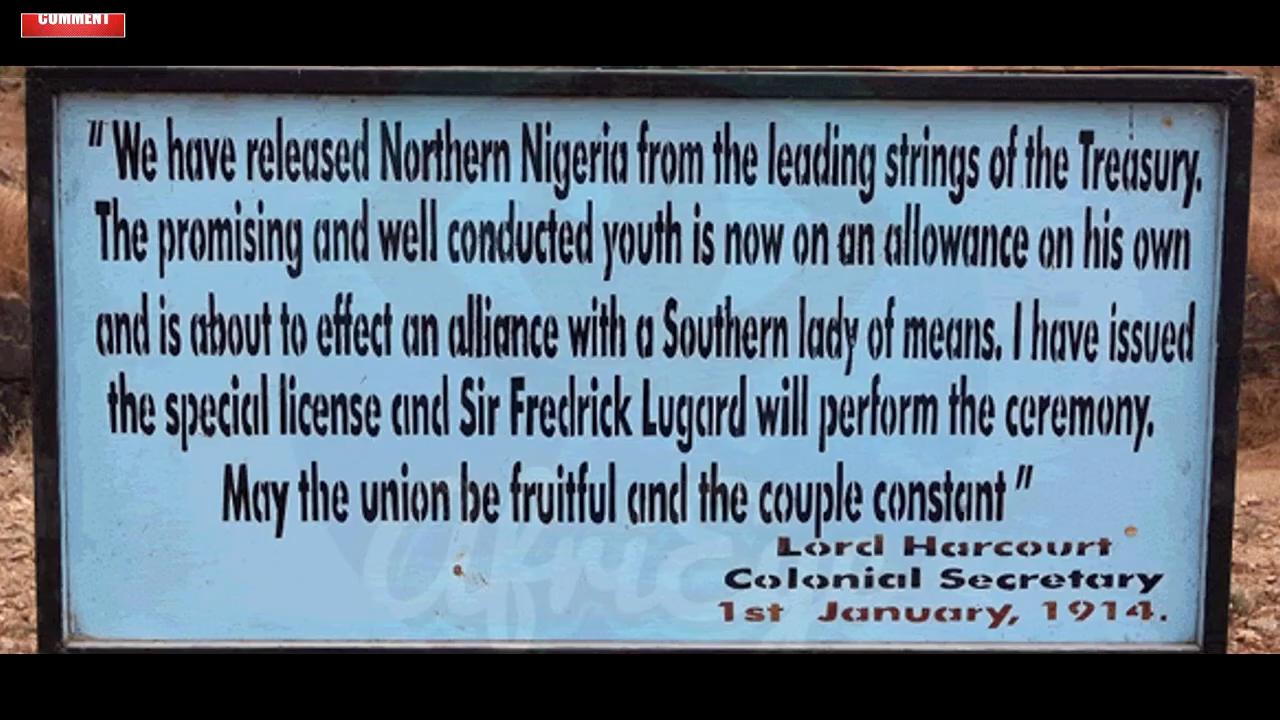 COMMENT
" We have released Northern Nigeria from the leading strings of the Treasury.
The promising and well conducted youth is now on an allowance on his own
and is about to effect an alliance with a Southern lady of means. I have issued
the special license and Sir Fredrick Lugard will perform the ceremony.
May the union be fruitful and the couple constant "
Lord Harcourt
Colonial Secretary
1st January, 1914.